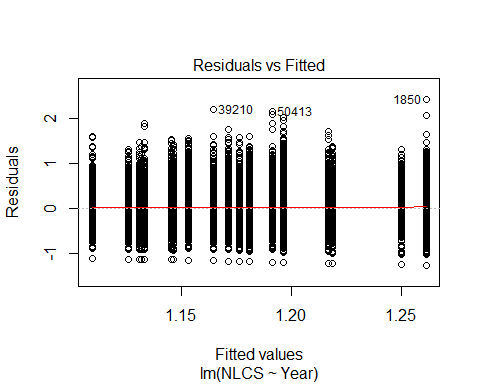 Residuals vs Fitted
1850
39210
50413
2
1
0
-1
Residuals
1.15 1.20 1.25
Fitted values
lm(NLCS ~ Year)